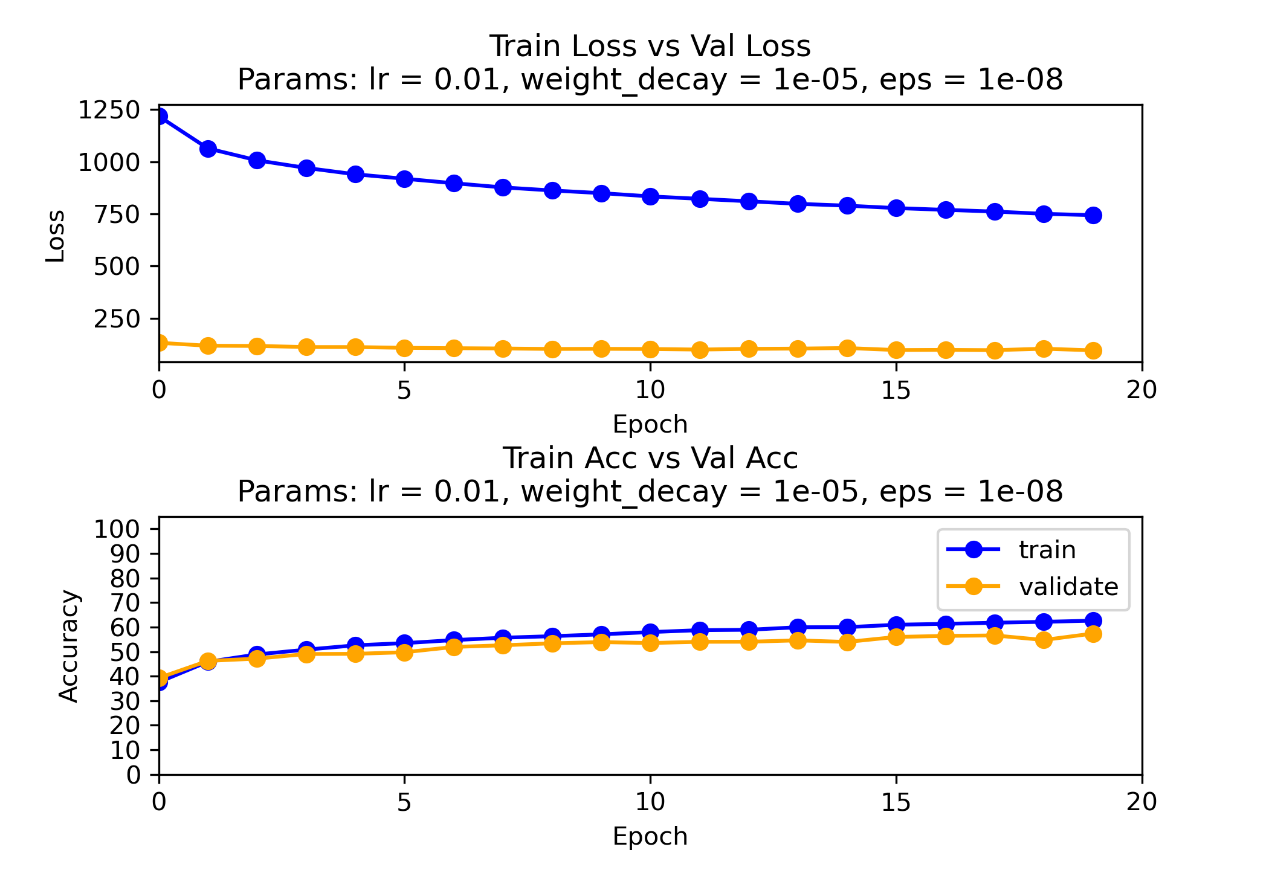 Train Loss vs Val Loss
Params: lr = 0.01, weight_decay = 1e-05, eps = 1e-08
1250
1000
750
500
250
Loss
0 5 10 15 20
Epoch
Train Acc vs Val Acc
Params: lr = 0.01, weight_decay = 1e-05, eps = 1e-08
100
90
80
70
60
50
40
30
20
10
0
Accuracy
train
validate
0 5 10 15 20
Epoch